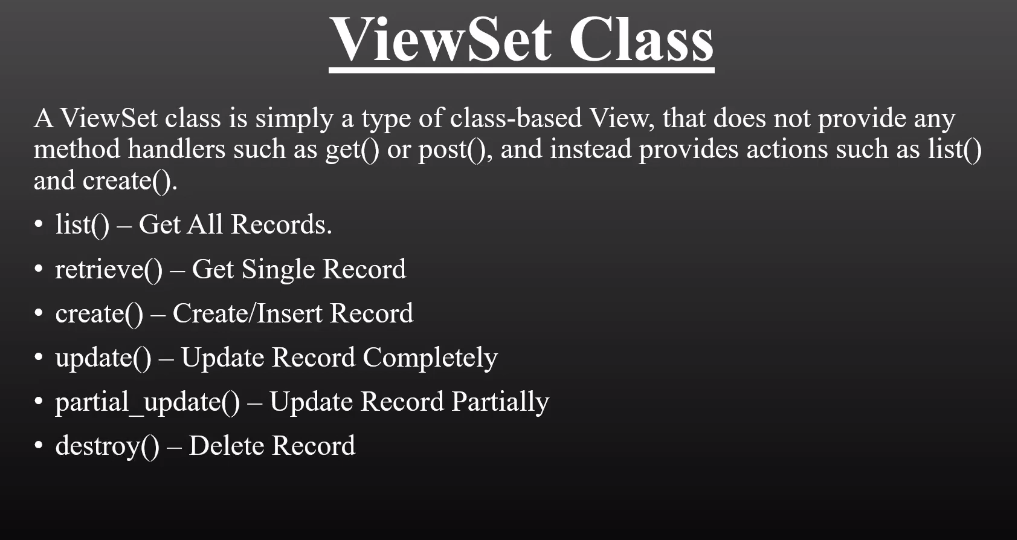 ViewSet Class
A ViewSet class is simply a type of class-based View, that does not provide any
method handlers such as get() or post(), and instead provides actions such as list()
and create().
• list() – Get All Records.
• retrieve() – Get Single Record
• create() – Create/Insert Record
• update() – Update Record Completely
• partial_update() – Update Record Partially
• destroy() – Delete Record